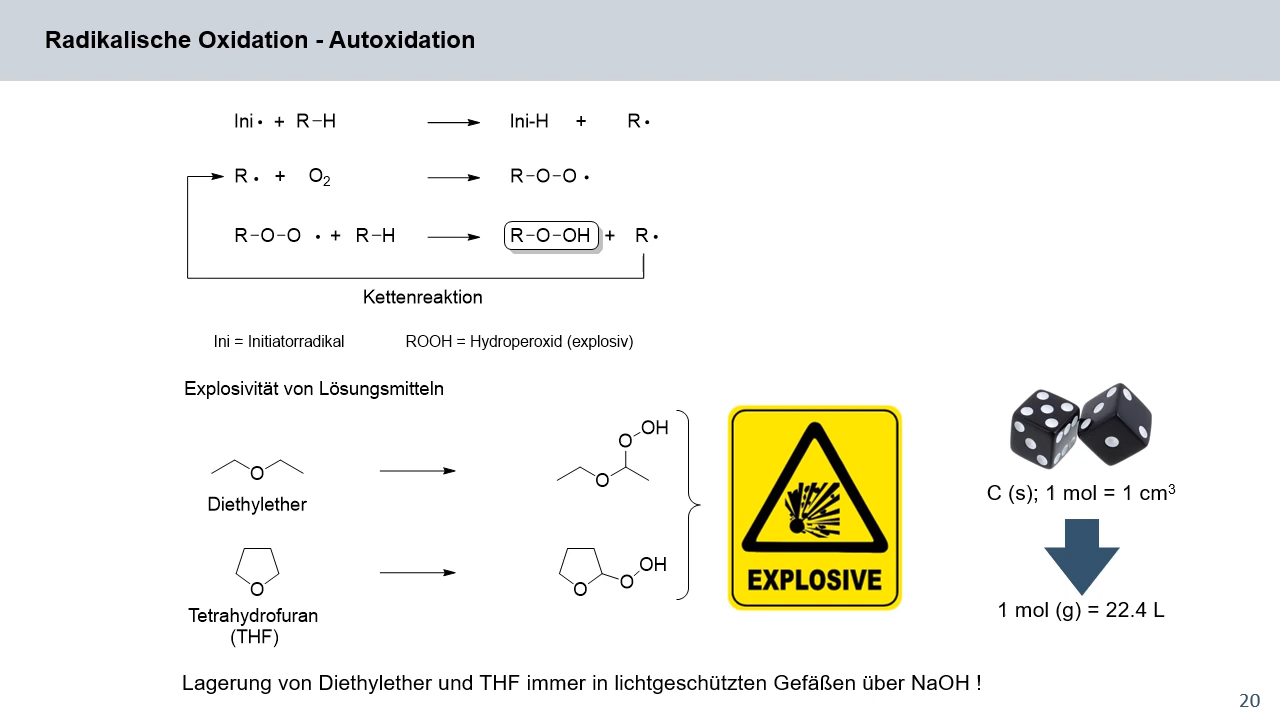 Radikalische Oxidation - Autoxidation
Ini • + R–H → Ini-H + R •
R • + O₂ → R–O–O •
R–O–O • + R–H → R–O–OH + R •
Kettenreaktion
Ini = Initiatorradikal ROOH = Hydroperoxid (explosiv)
Explosivität von Lösungsmitteln
O
O
O
OH
Diethylether
EXPLOSIVE
C (s); 1 mol = 1 cm³
1 mol (g) = 22.4 L
O
O
O
OH
Tetrahydrofuran
(THF)
Lagerung von Diethylether und THF immer in lichtgeschützten Gefäßen über NaOH !
20